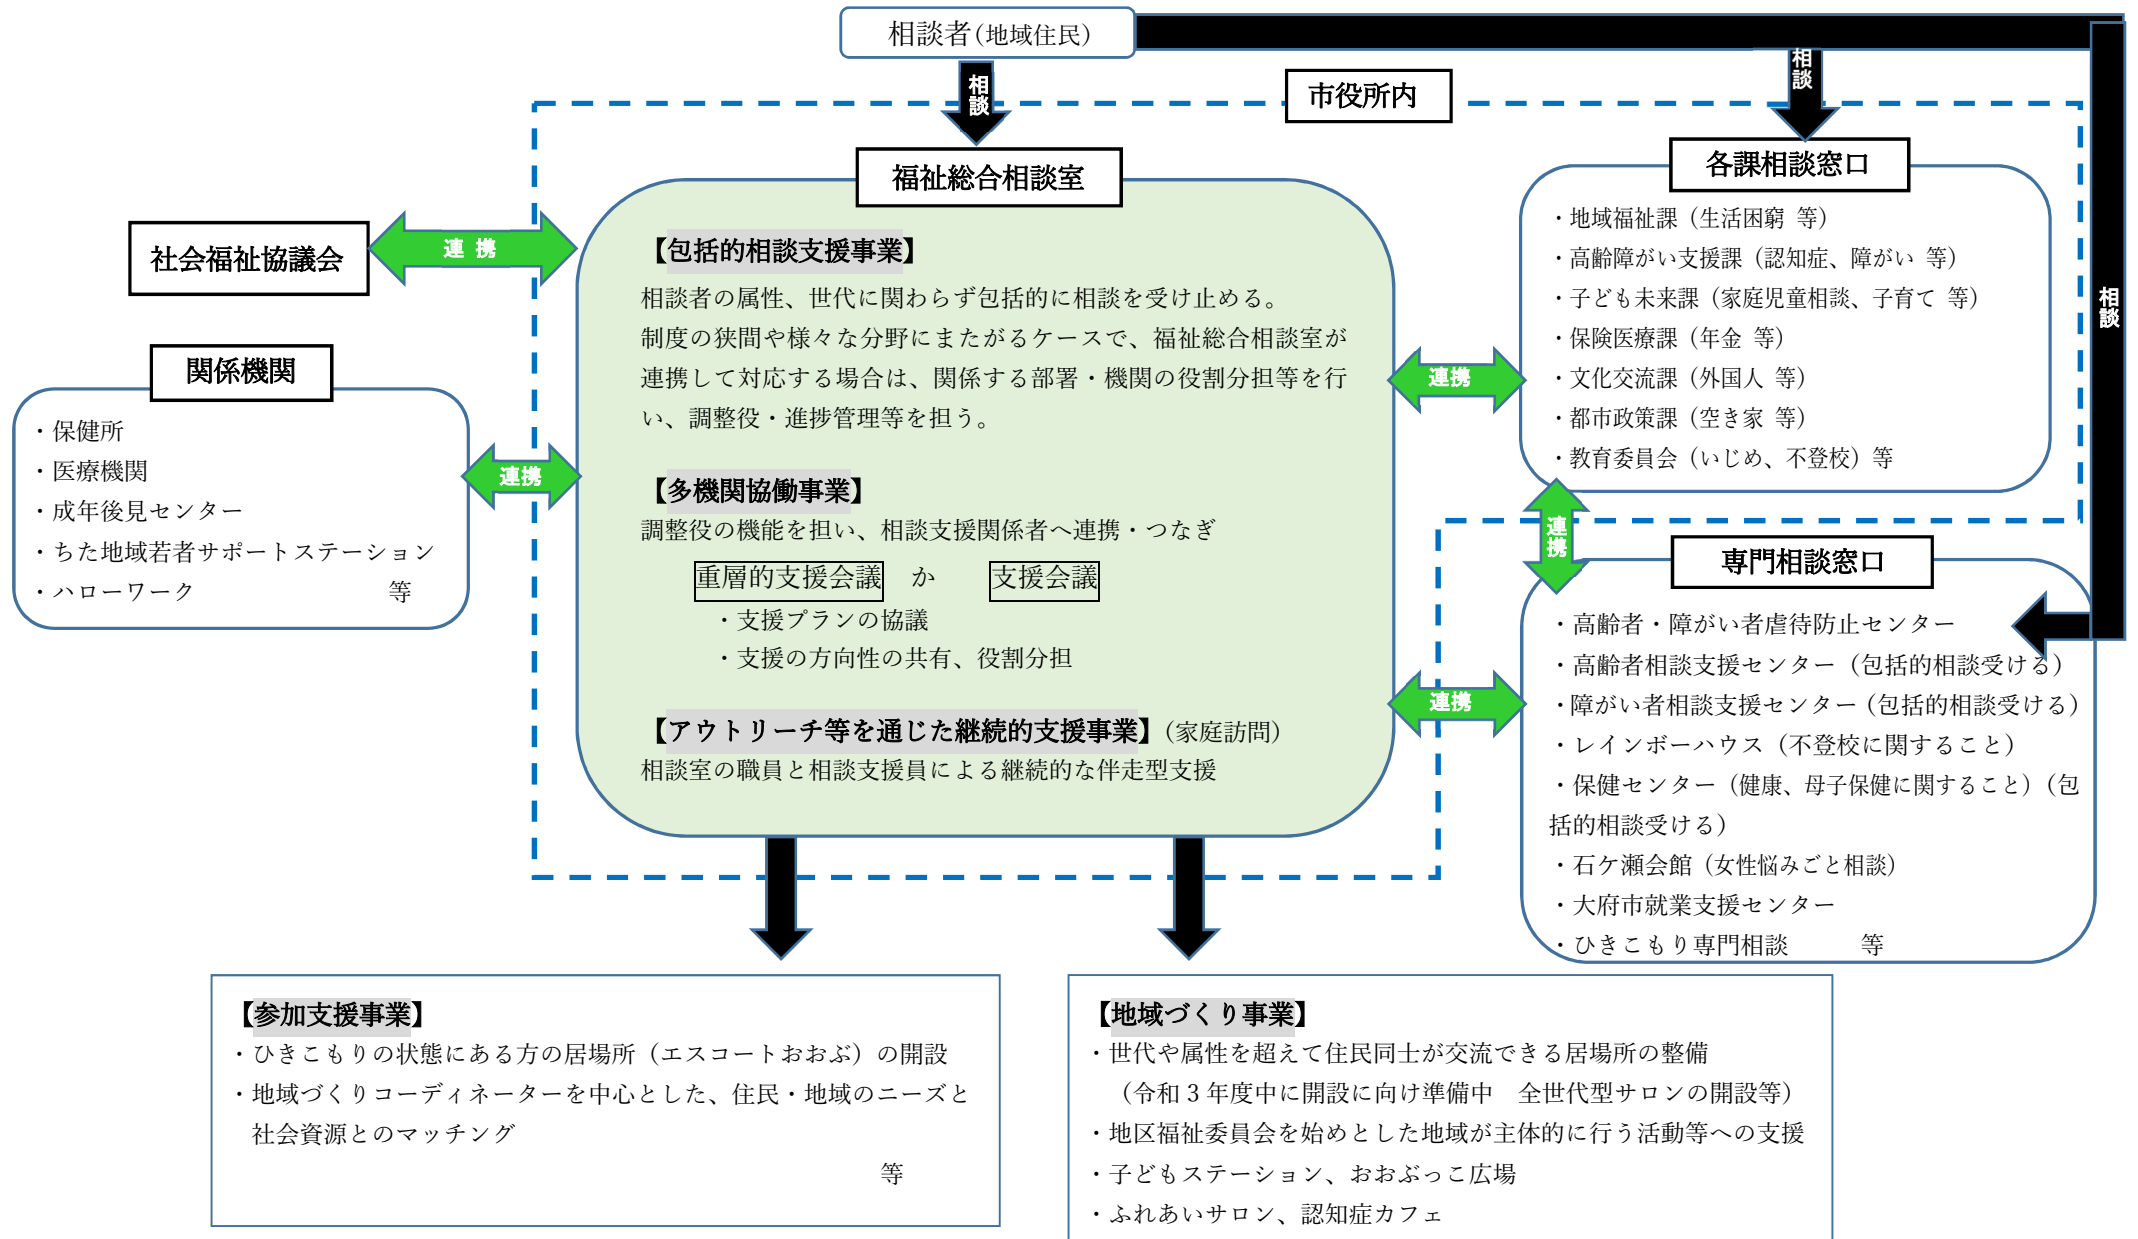 相談者（地域住民）
相談
相談
市役所内
福祉総合相談室
各課相談窓口
社会福祉協議会
連 携
【包括的相談支援事業】
相談者の属性、世代に関わらず包括的に相談を受け止める。
制度の狭間や様々な分野にまたがるケースで、福祉総合相談室が
連携して対応する場合は、関係する部署・機関の役割分担等を行
い、調整役・進捗管理等を担う。
・地域福祉課（生活困窮 等）
・高齢障がい支援課（認知症、障がい 等）
・子ども未来課（家庭児童相談、子育て 等）
・保険医療課（年金 等）
・文化交流課（外国人 等）
・都市政策課（空き家 等）
・教育委員会（いじめ、不登校）等
相談
連携
関係機関
・保健所
・医療機関
・成年後見センター
・ちた地域若者サポートステーション
・ハローワーク 等
連携
【多機関協働事業】
調整役の機能を担い、相談支援関係者へ連携・つなぎ
重層的支援会議 か 支援会議
・支援プランの協議
・支援の方向性の共有、役割分担
連携
専門相談窓口
・高齢者・障がい者虐待防止センター
・高齢者相談支援センター（包括的相談受ける）
・障がい者相談支援センター（包括的相談受ける）
・レインボーハウス（不登校に関すること）
・保健センター（健康、母子保健に関すること）（包
括的相談受ける）
・石ケ瀬会館（女性悩みごと相談）
・大府市就業支援センター
・ひきこもり専門相談 等
連携
【アウトリーチ等を通じた継続的支援事業】（家庭訪問）
相談室の職員と相談支援員による継続的な伴走型支援
【参加支援事業】
・ひきこもりの状態にある方の居場所（エスコートおおぶ）の開設
・地域づくりコーディネーターを中心とした、住民・地域のニーズと
社会資源とのマッチング
等
【地域づくり事業】
・世代や属性を超えて住民同士が交流できる居場所の整備
（令和３年度中に開設に向け準備中 全世代型サロンの開設等）
・地区福祉委員会を始めとした地域が主体的に行う活動等への支援
・子どもステーション、おおぶっこ広場
・ふれあいサロン、認知症カフェ